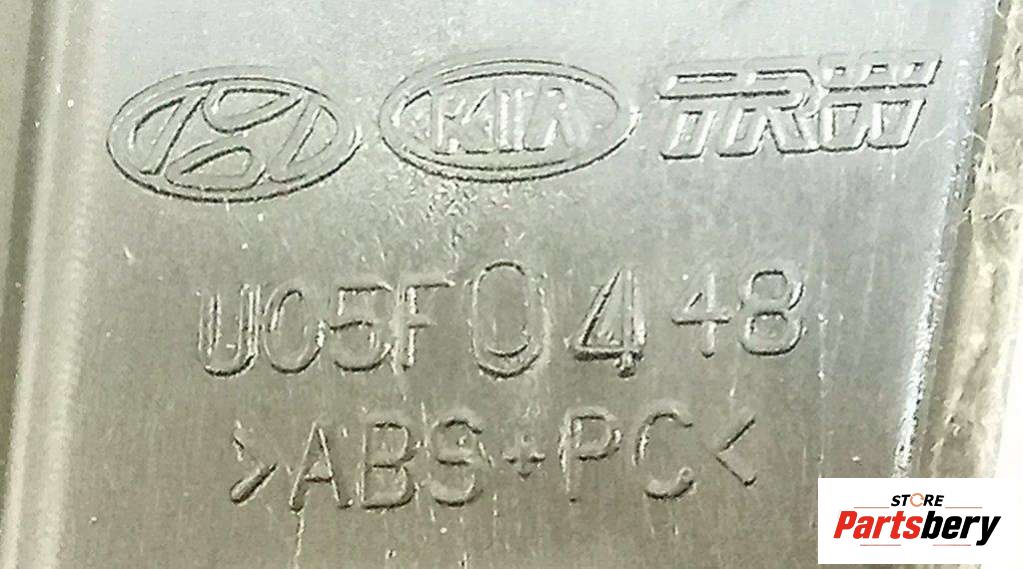 KIA TRW
U05F0448
>ABS+PC<
STORE
Partsbery